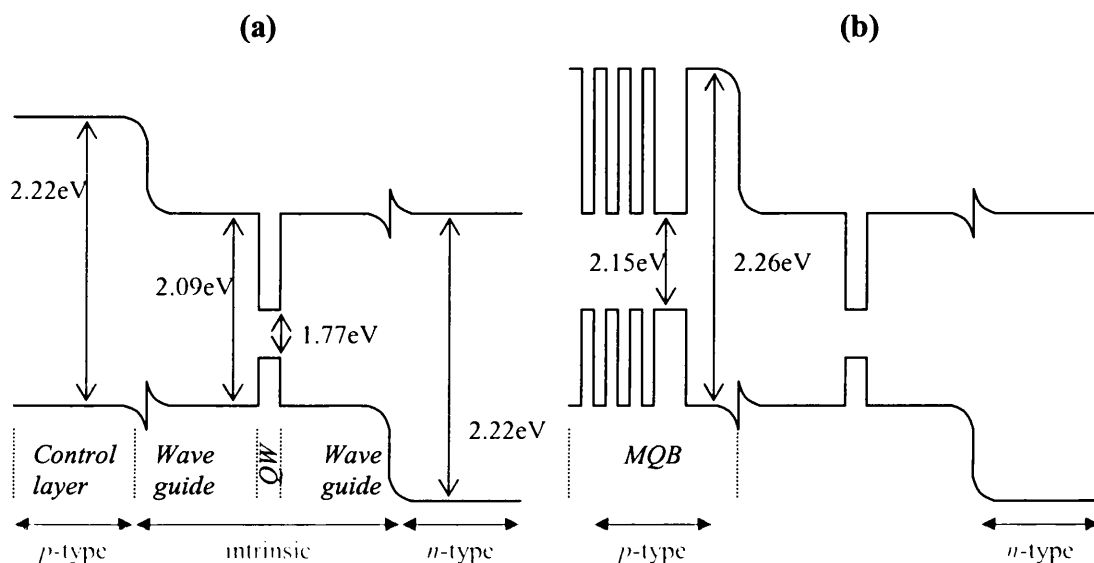 (a)
(b)
2.22eV
2.09eV
1.77eV
2.22eV
Control layer
Wave guide
QW
Wave guide
p-type
intrinsic
n-type
2.15eV
2.26eV
MQB
p-type
n-type